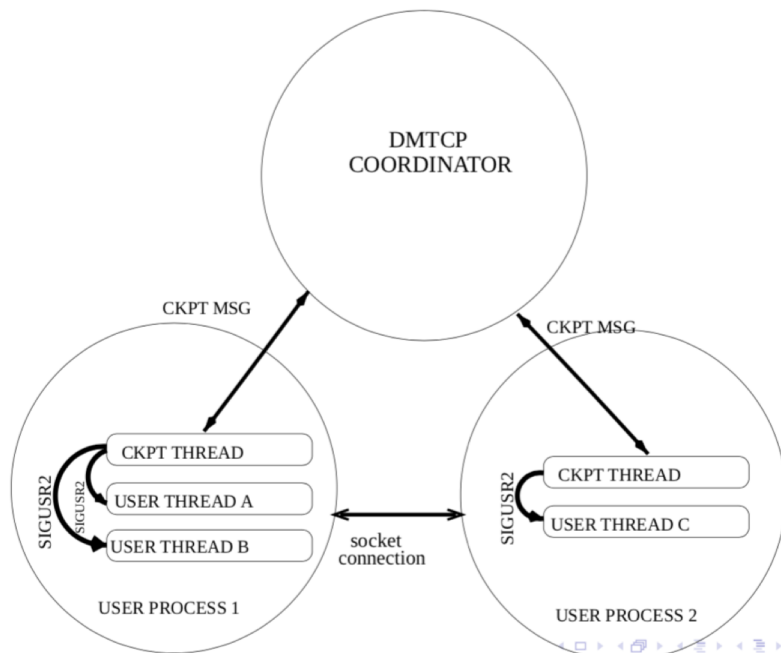 DMTCP
COORDINATOR
CKPT MSG
CKPT MSG
CKPT THREAD
SIGUSR2
SIGUSR2
USER THREAD A
USER THREAD B
USER PROCESS 1
socket
connection
CKPT THREAD
SIGUSR2
USER THREAD C
USER PROCESS 2